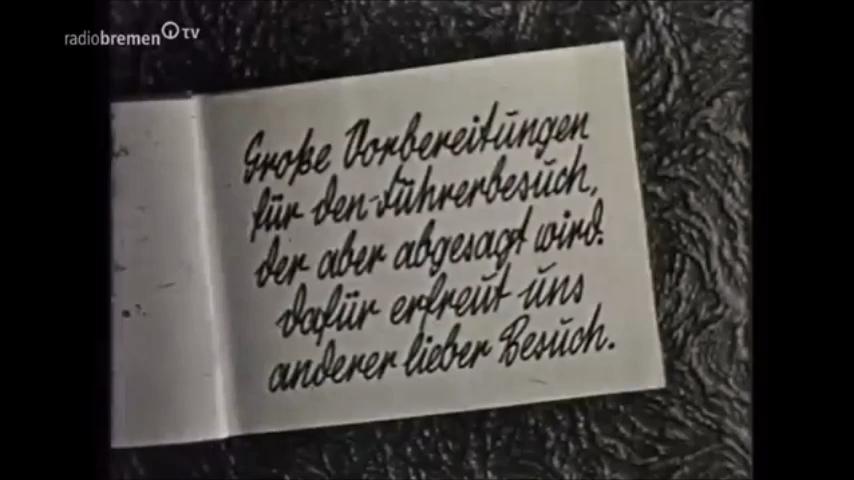 radiobremen TV
Große Vorbereitungen
für den Führerbesuch,
der aber abgesagt wird.
dafür erfreut uns
anderer lieber Besuch.